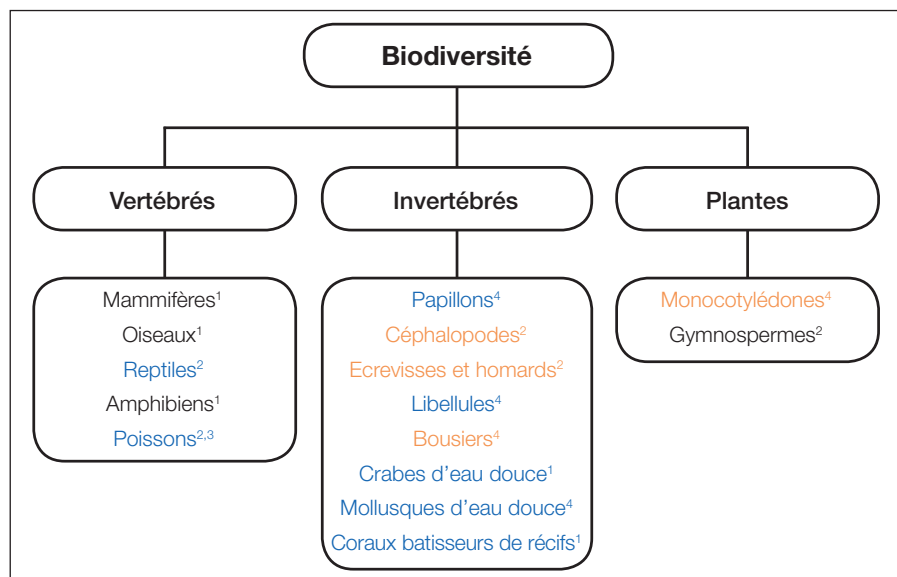 Biodiversité
Vertébrés
Invertébrés
Plantes
Mammifères¹
Oiseaux¹
Reptiles²
Amphibiens¹
Poissons²,³
Papillons⁴
Céphalopodes²
Ecrevisses et homards²
Libellules⁴
Bousiers⁴
Crabes d’eau douce¹
Mollusques d’eau douce⁴
Coraux batisseurs de récifs¹
Monocotylédones⁴
Gymnospermes²